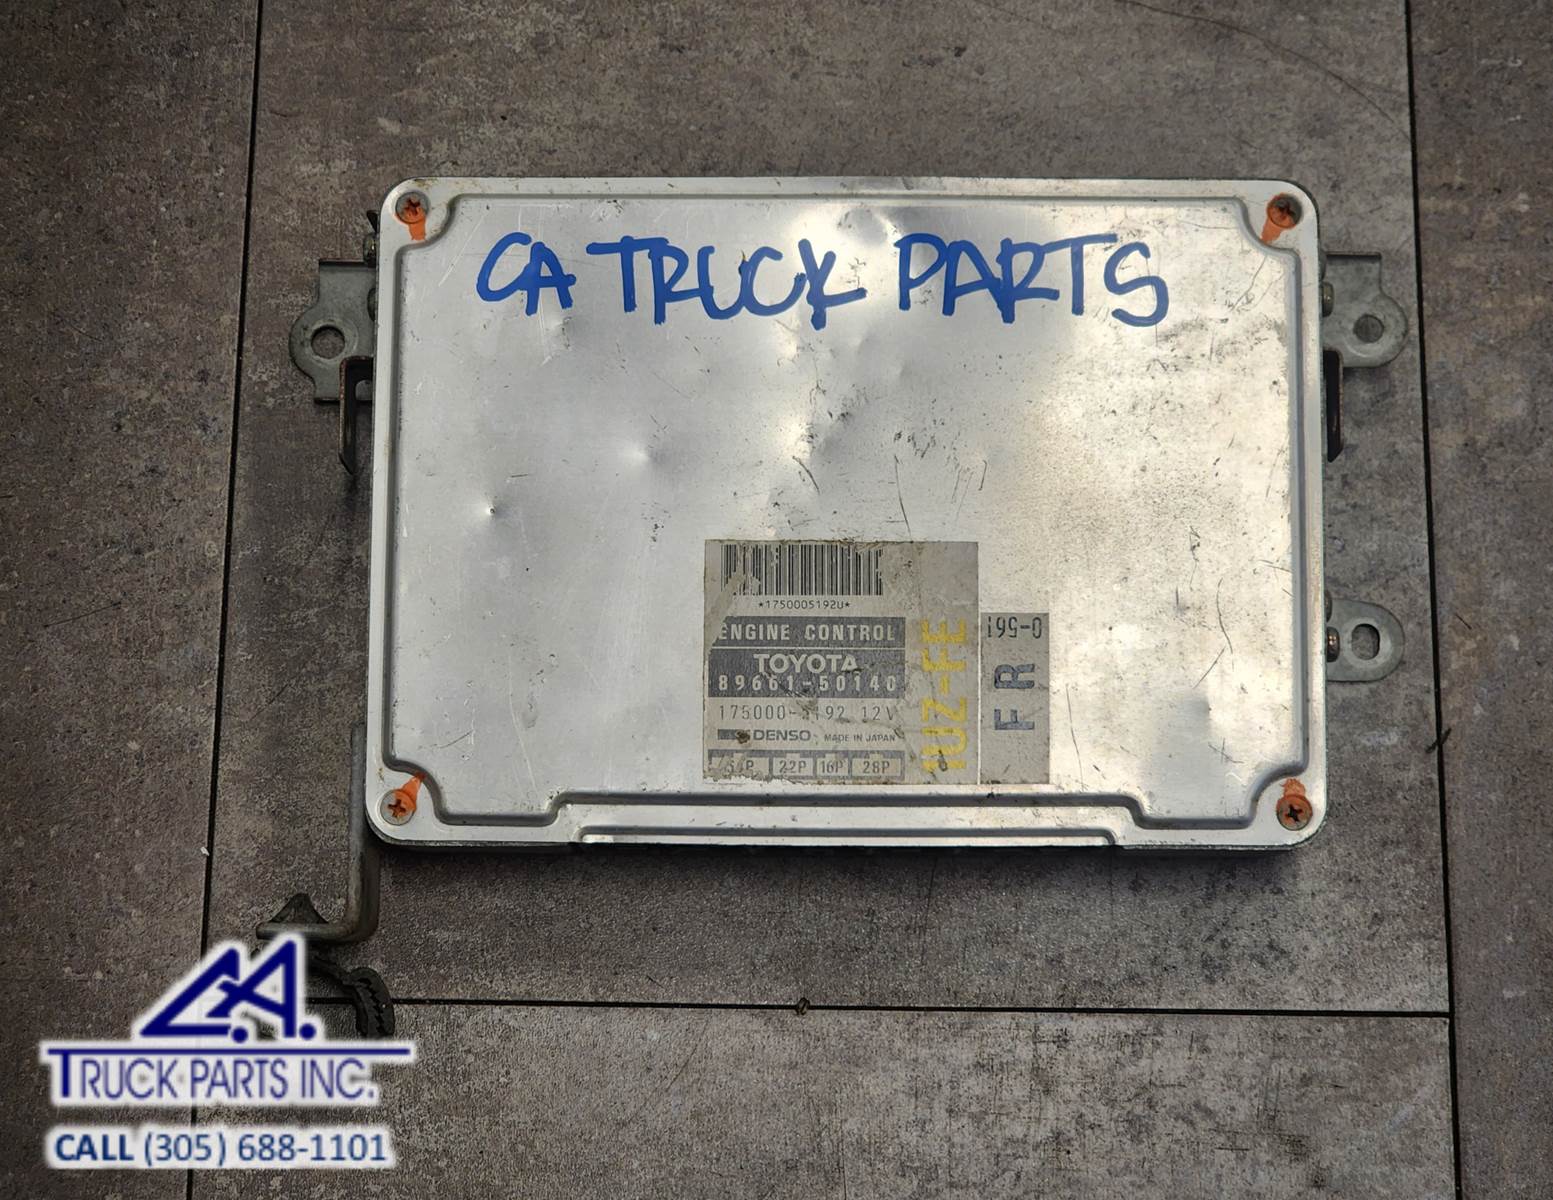 CA TRUCK PARTS
*1750005192U*
ENGINE CONTROL
TOYOTA
89661-50140
12V
DENSO MADE IN JAPAN
22P 16P 28P
1UZ-FE
0-561
FR
C.A.
TRUCK PARTS INC.
CALL (305) 688-1101